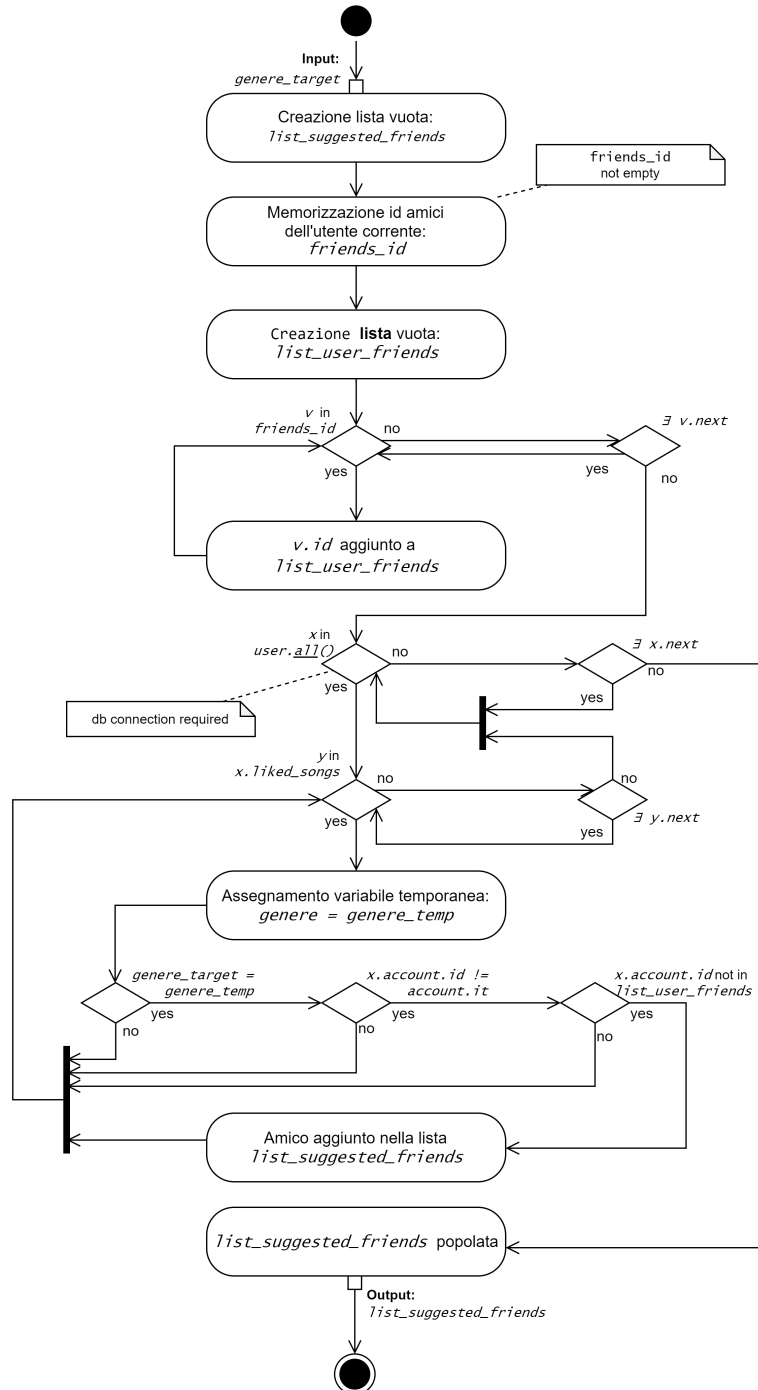 Input:
genere_target
Creazione lista vuota:
list_suggested_friends
friends_id
not empty
Memorizzazione id amici
dell'utente corrente:
friends_id
Creazione lista vuota:
list_user_friends
v in
friends_id
no
yes
∃ v.next
yes
no
v.id aggiunto a
list_user_friends
x in
user.all()
no
yes
∃ x.next
no
yes
db connection required
y in
x.liked_songs
no
yes
no
∃ y.next
yes
Assegnamento variabile temporanea:
genere = genere_temp
genere_target =
genere_temp
yes
no
x.account.id !=
account.it
yes
no
x.account.id not in
list_user_friends
yes
no
Amico aggiunto nella lista
list_suggested_friends
list_suggested_friends popolata
Output:
list_suggested_friends